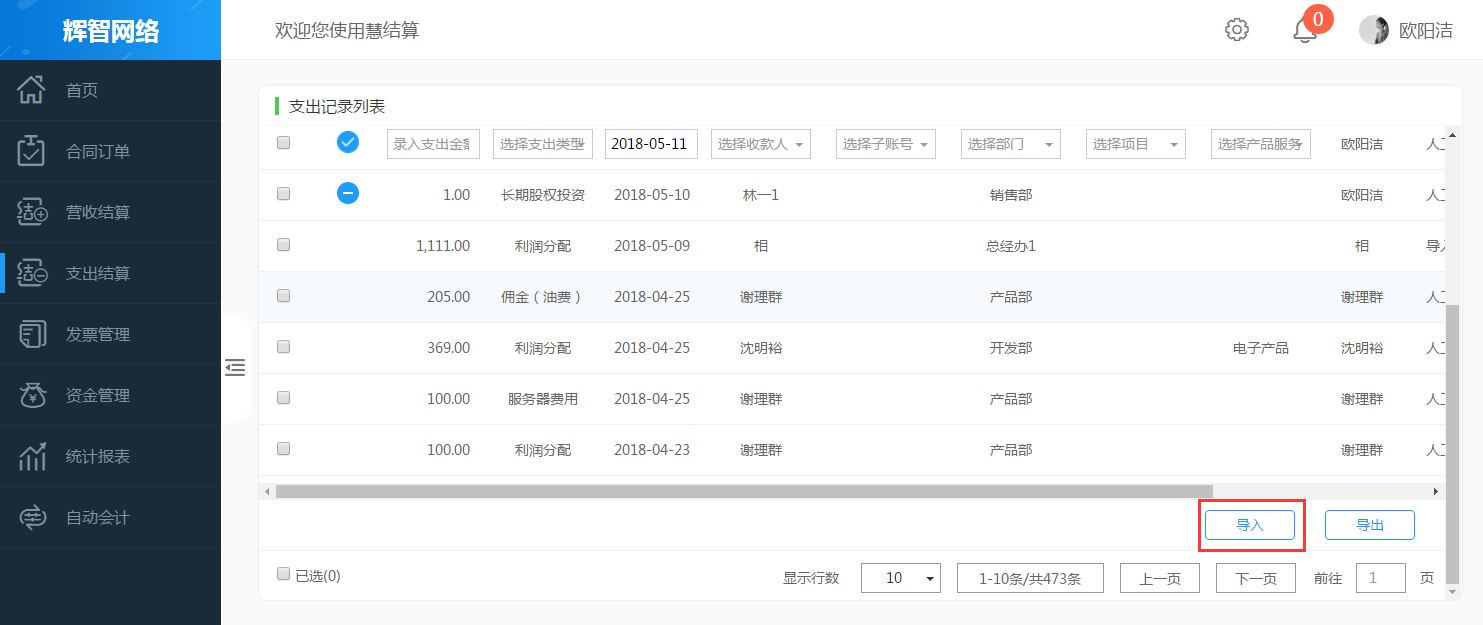 辉智网络
欢迎您使用慧结算
0
欧阳洁
首页
合同订单
营收结算
支出结算
发票管理
资金管理
统计报表
自动会计
支出记录列表
录入支出金额 选择支出类型 2018-05-11 选择收款人 选择子账号 选择部门 选择项目 选择产品服务 欧阳洁 人工
1.00 长期股权投资 2018-05-10 林一1 销售部 欧阳洁 人工
1,111.00 利润分配 2018-05-09 相 总经办1 相 导入
205.00 佣金（油费） 2018-04-25 谢理群 产品部 谢理群 人工
369.00 利润分配 2018-04-25 沈明裕 开发部 电子产品 沈明裕 人工
100.00 服务器费用 2018-04-25 谢理群 产品部 谢理群 人工
100.00 利润分配 2018-04-23 谢理群 产品部 谢理群 人工
导入 导出
已选(0) 显示行数 10 1-10条/共473条 上一页 下一页 前往 1 页